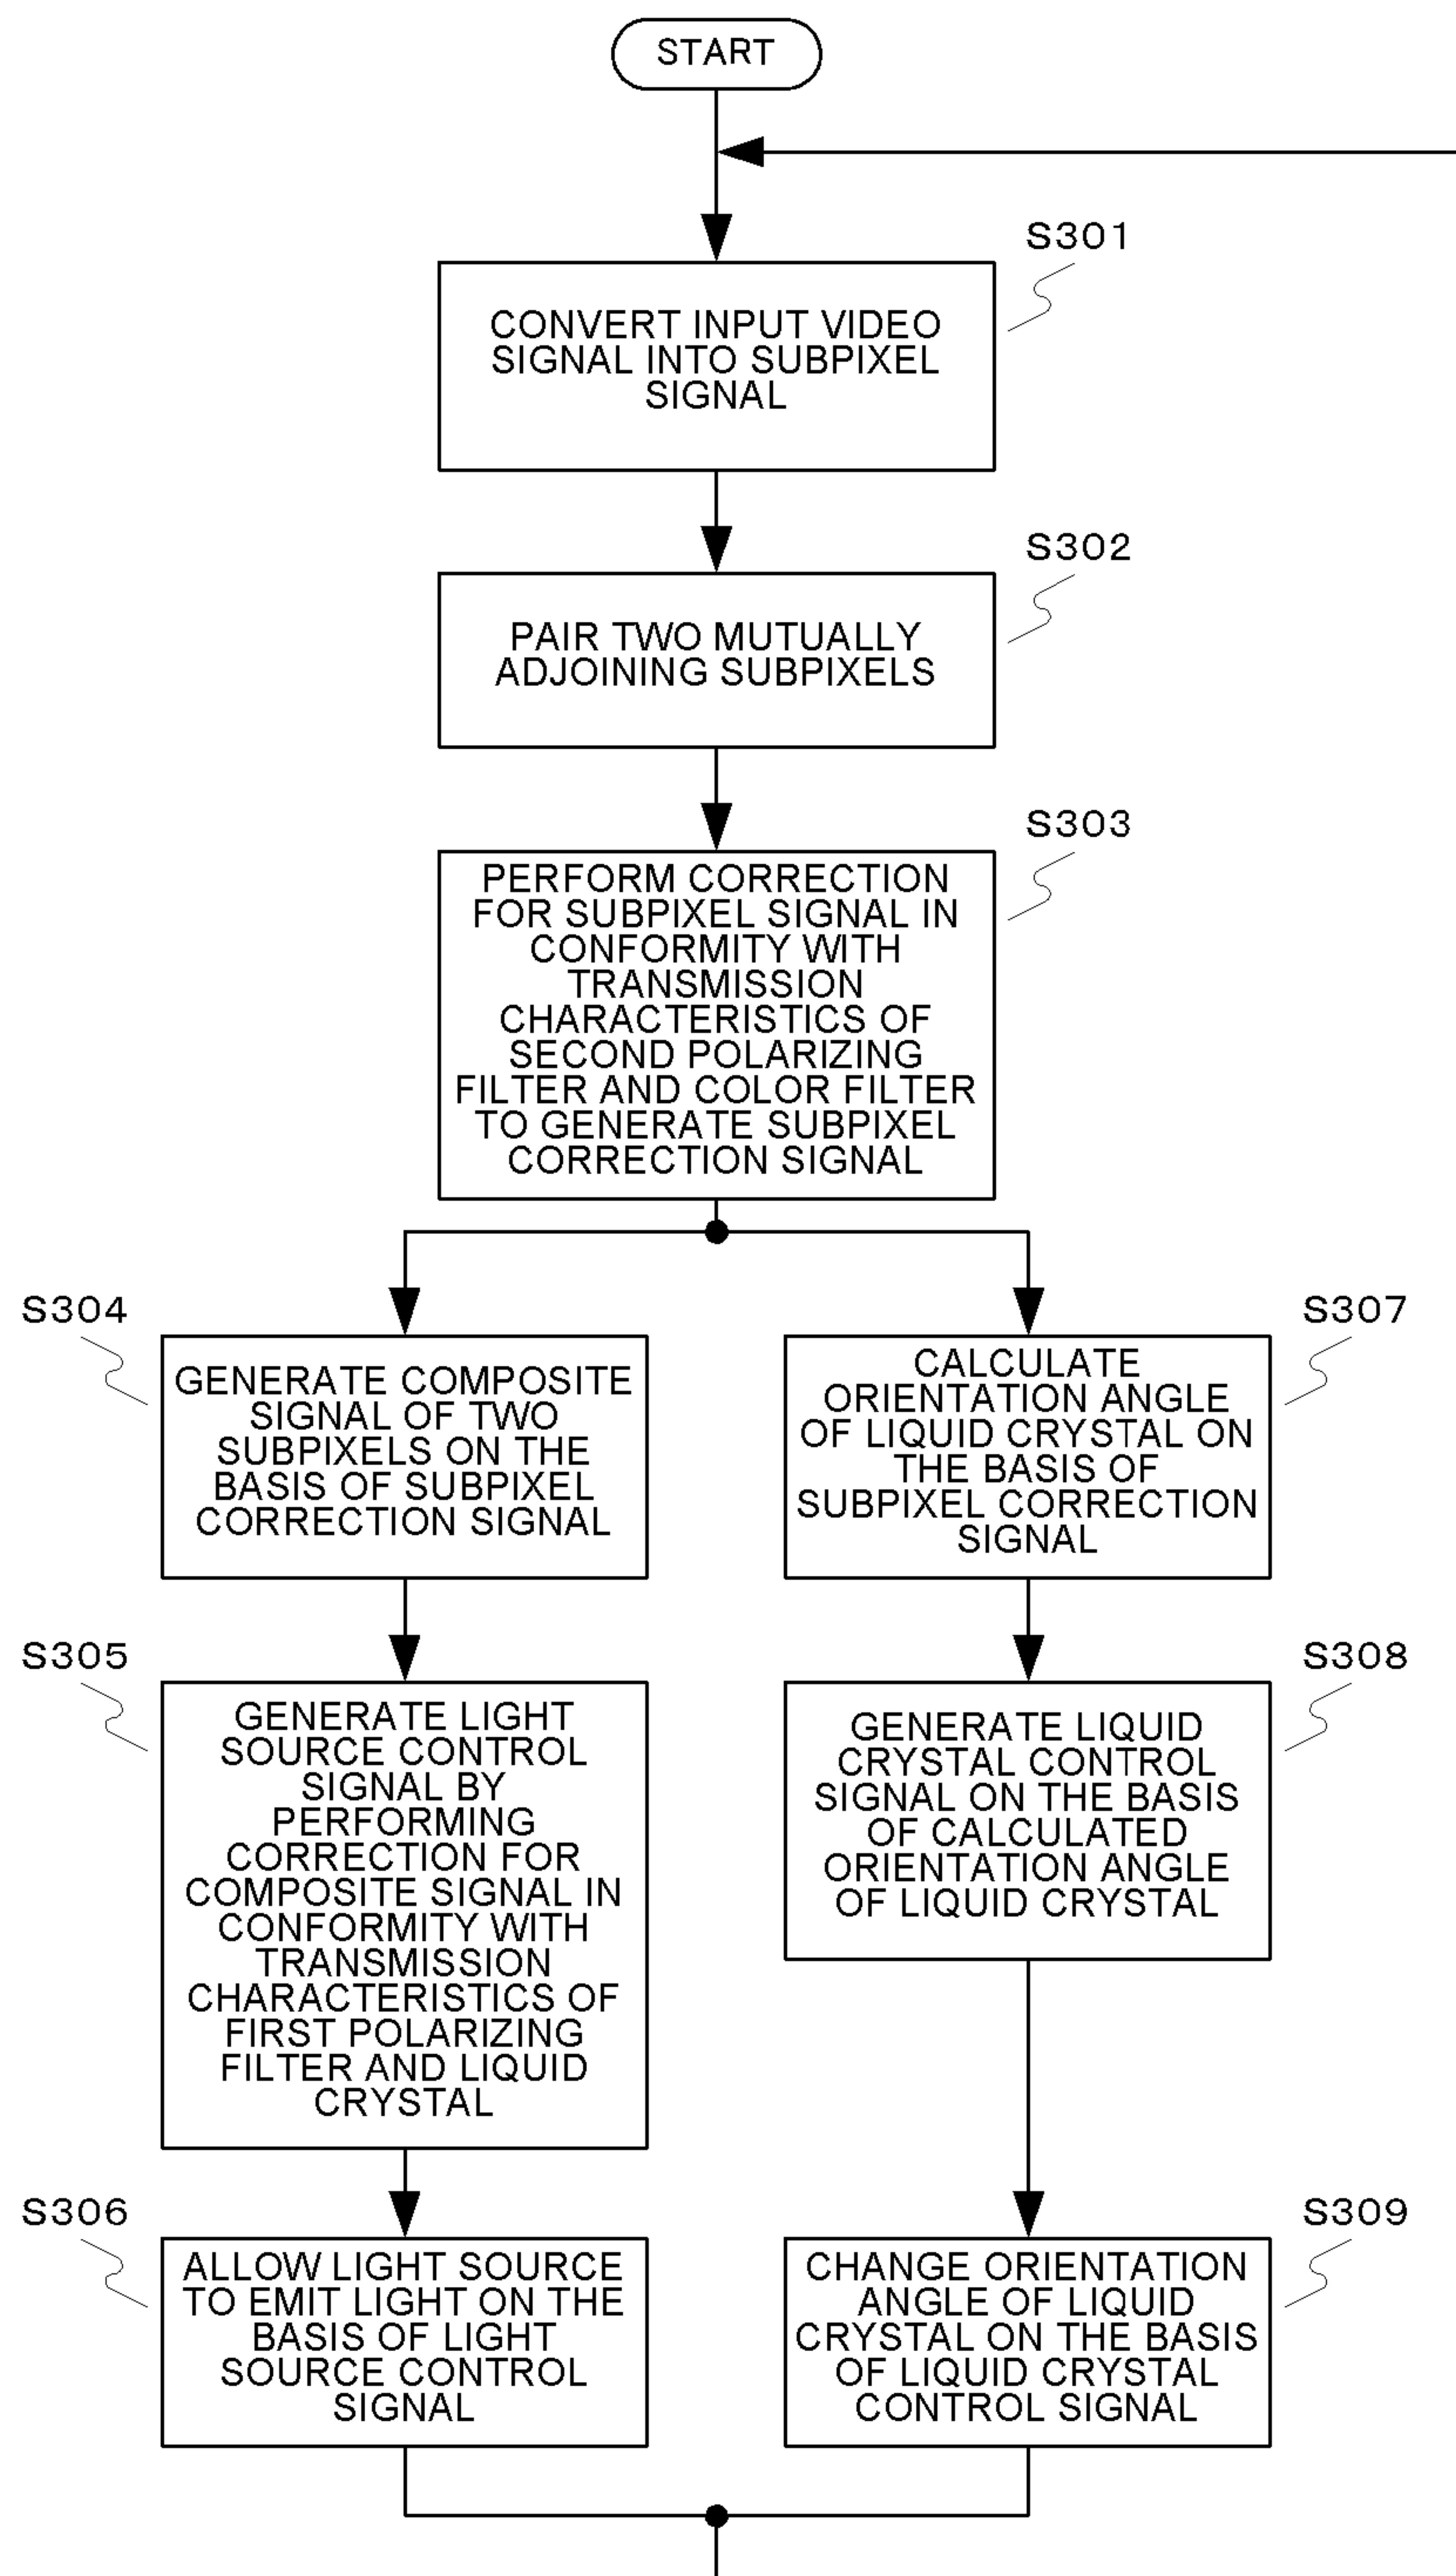 START
S301
CONVERT INPUT VIDEO
SIGNAL INTO SUBPIXEL
SIGNAL
S302
PAIR TWO MUTUALLY
ADJOINING SUBPIXELS
S303
PERFORM CORRECTION
FOR SUBPIXEL SIGNAL IN
CONFORMITY WITH
TRANSMISSION
CHARACTERISTICS OF
SECOND POLARIZING
FILTER AND COLOR FILTER
TO GENERATE SUBPIXEL
CORRECTION SIGNAL
S304
GENERATE COMPOSITE
SIGNAL OF TWO
SUBPIXELS ON THE
BASIS OF SUBPIXEL
CORRECTION SIGNAL
S305
GENERATE LIGHT
SOURCE CONTROL
SIGNAL BY
PERFORMING
CORRECTION FOR
COMPOSITE SIGNAL IN
CONFORMITY WITH
TRANSMISSION
CHARACTERISTICS OF
FIRST POLARIZING
FILTER AND LIQUID
CRYSTAL
S306
ALLOW LIGHT SOURCE
TO EMIT LIGHT ON THE
BASIS OF LIGHT
SOURCE CONTROL
SIGNAL
S307
CALCULATE
ORIENTATION ANGLE
OF LIQUID CRYSTAL ON
THE BASIS OF
SUBPIXEL CORRECTION
SIGNAL
S308
GENERATE LIQUID
CRYSTAL CONTROL
SIGNAL ON THE BASIS
OF CALCULATED
ORIENTATION ANGLE
OF LIQUID CRYSTAL
S309
CHANGE ORIENTATION
ANGLE OF LIQUID
CRYSTAL ON THE BASIS
OF LIQUID CRYSTAL
CONTROL SIGNAL